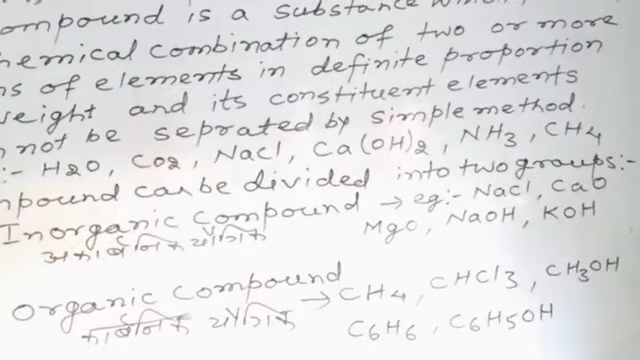 ompound is a substance
hemical combination of two or more
ns of elements in definite proportion
weight and its constituent elements
n not be seprated by simple method.
:- H2O, CO2, NaCl, Ca(OH)2, NH3, CH4
mpound can be divided into two groups:-
Inorganic compound → eg:- NaCl, CaO
अकार्बनिक यौगिक MgO, NaOH, KOH
Organic compound → CH4, CHCl3, CH3OH
कार्बनिक यौगिक C6H6, C6H5OH